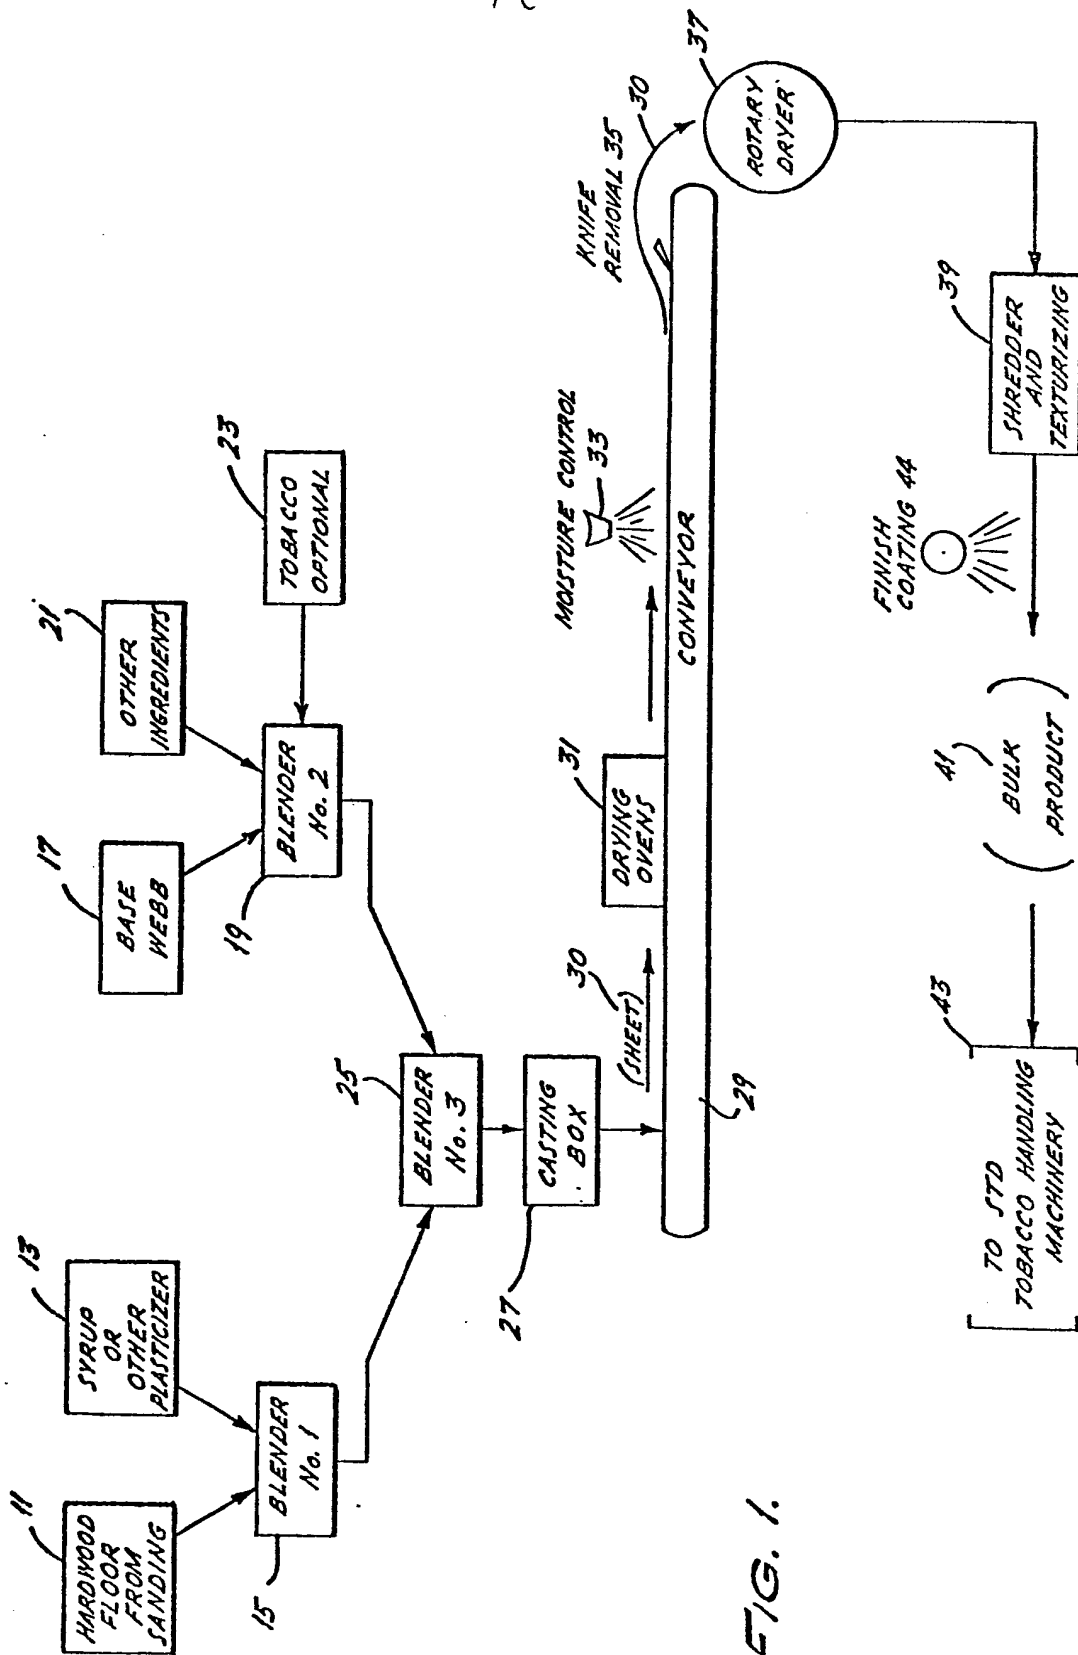 11
HARDWOOD
FLOOR
FROM
SANDING
13
SYRUP
OR
OTHER
PLASTICIZER
15
BLENDER
No. 1
17
BASE
WEBB
21
OTHER
INGREDIENTS
19
BLENDER
No. 2
23
TOBACCO
OPTIONAL
25
BLENDER
No. 3
27
CASTING
BOX
30
(SHEET)
29
31
DRYING
OVENS
MOISTURE CONTROL
33
CONVEYOR
KNIFE
REMOVAL 35
30
37
ROTARY
DRYER
39
SHREDDER
AND
TEXTURIZING
FINISH
COATING 44
41
BULK
PRODUCT
43
TO STD
TOBACCO HANDLING
MACHINERY
FIG. 1.